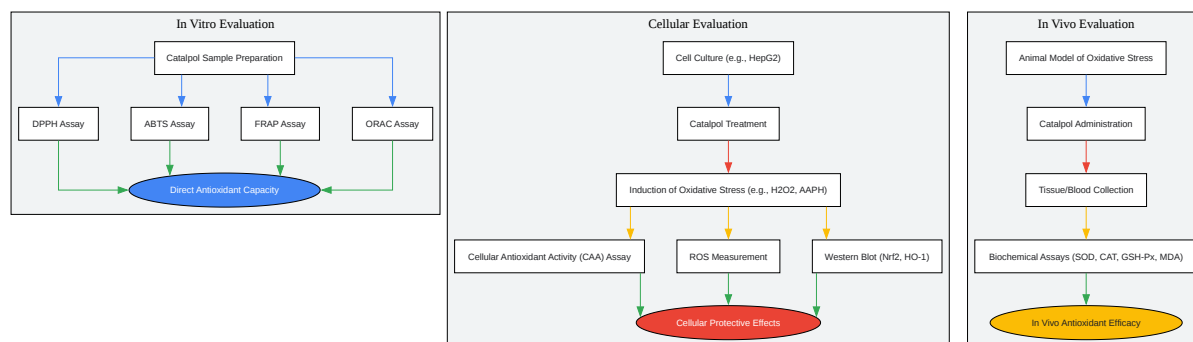 In Vitro Evaluation
Catalpol Sample Preparation
DPPH Assay
ABTS Assay
FRAP Assay
ORAC Assay
Direct Antioxidant Capacity
Cellular Evaluation
Cell Culture (e.g., HepG2)
Catalpol Treatment
Induction of Oxidative Stress (e.g., H2O2, AAPH)
Cellular Antioxidant Activity (CAA) Assay
ROS Measurement
Western Blot (Nrf2, HO-1)
Cellular Protective Effects
In Vivo Evaluation
Animal Model of Oxidative Stress
Catalpol Administration
Tissue/Blood Collection
Biochemical Assays (SOD, CAT, GSH-Px, MDA)
In Vivo Antioxidant Efficacy